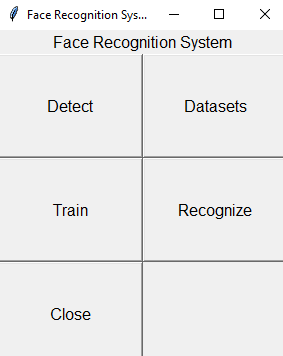 Face Recognition Sys...
Face Recognition System
Detect
Datasets
Train
Recognize
Close